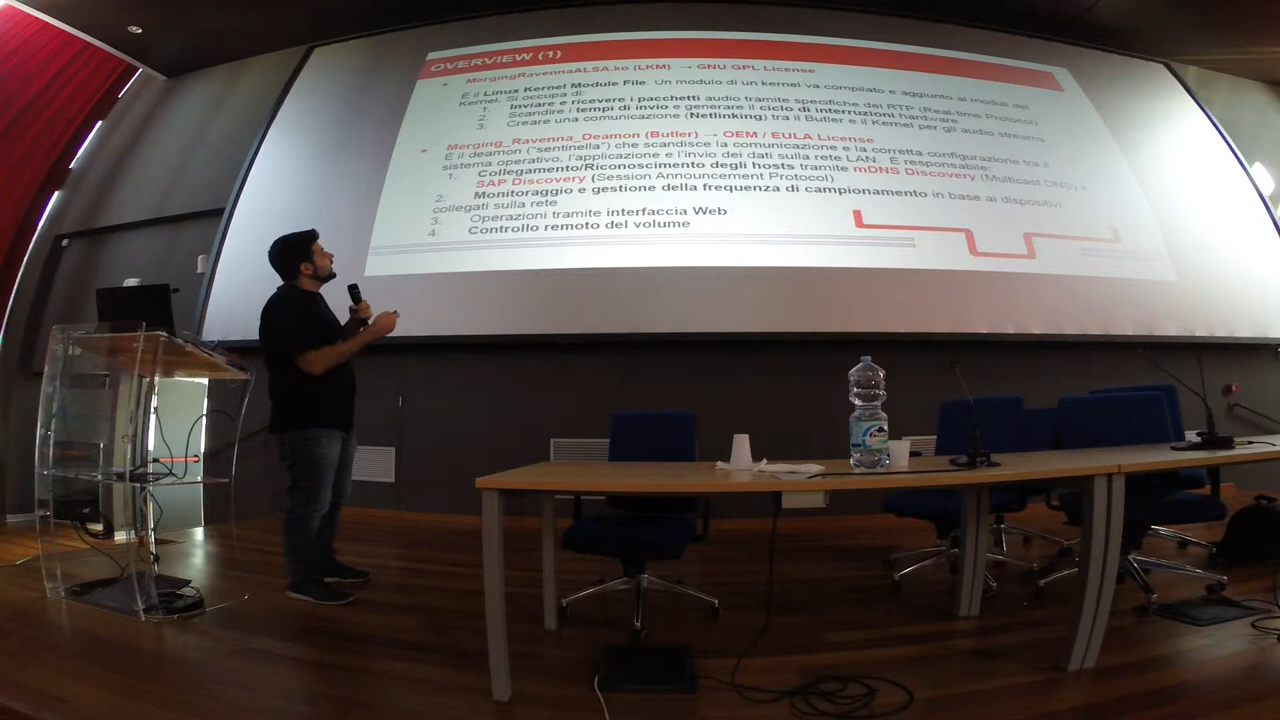 OVERVIEW (1)
MergingRavennaALSA.ko (LKM) → GNU GPL License
È il Linux Kernel Module File. Un modulo di un kernel va compilato e aggiunto ai moduli del
Kernel. Si occupa di:
1. Inviare e ricevere i pacchetti audio tramite specifiche del RTP (Real-time Protocol)
2. Scandire i tempi di invio e generare il ciclo di interruzioni hardware
3. Creare una comunicazione (Netlinking) tra il Butler e il Kernel per gli audio streams
Merging_Ravenna_Deamon (Butler) → OEM / EULA License
È il deamon ("sentinella") che scandisce la comunicazione e la corretta configurazione tra il
sistema operativo, l'applicazione e l'invio dei dati sulla rete LAN. È responsabile:
1. Collegamento/Riconoscimento degli hosts tramite mDNS Discovery (Multicast DNS) e
SAP Discovery (Session Announcement Protocol)
2. Monitoraggio e gestione della frequenza di campionamento in base ai dispositivi
collegati sulla rete
3. Operazioni tramite interfaccia Web
4. Controllo remoto del volume